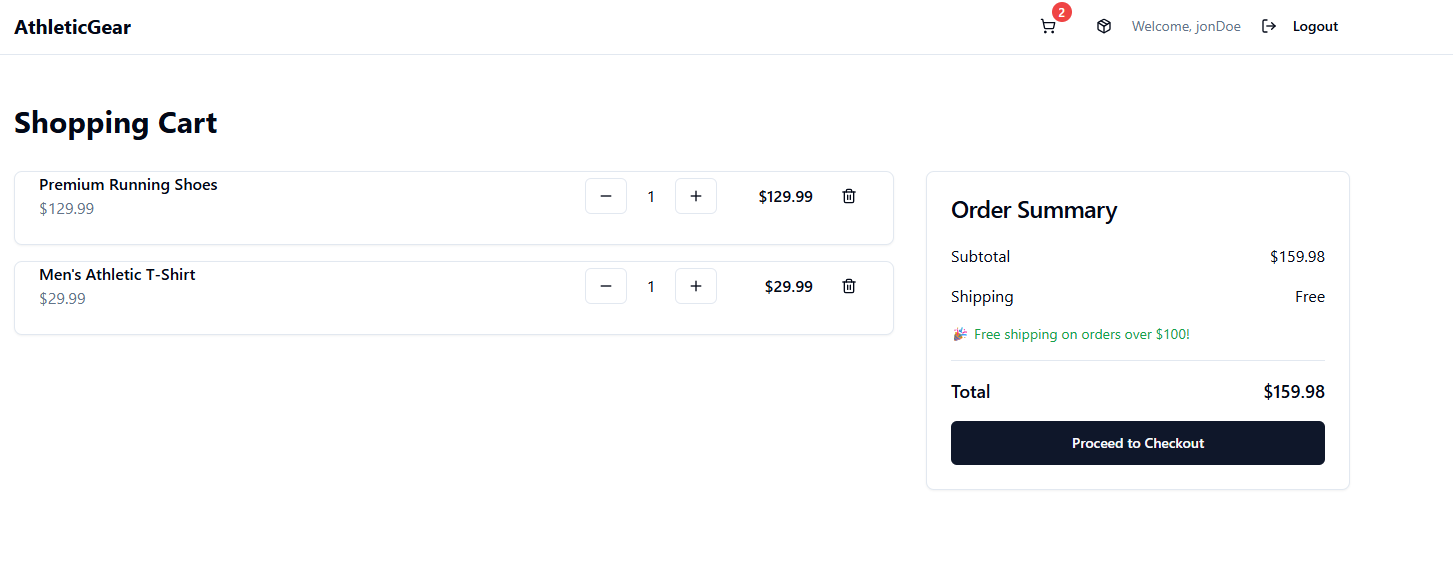 AthleticGear
2
Welcome, jonDoe
Logout
Shopping Cart
Premium Running Shoes
$129.99
1
$129.99
Men's Athletic T-Shirt
$29.99
1
$29.99
Order Summary
Subtotal $159.98
Shipping Free
🎉 Free shipping on orders over $100!
Total $159.98
Proceed to Checkout